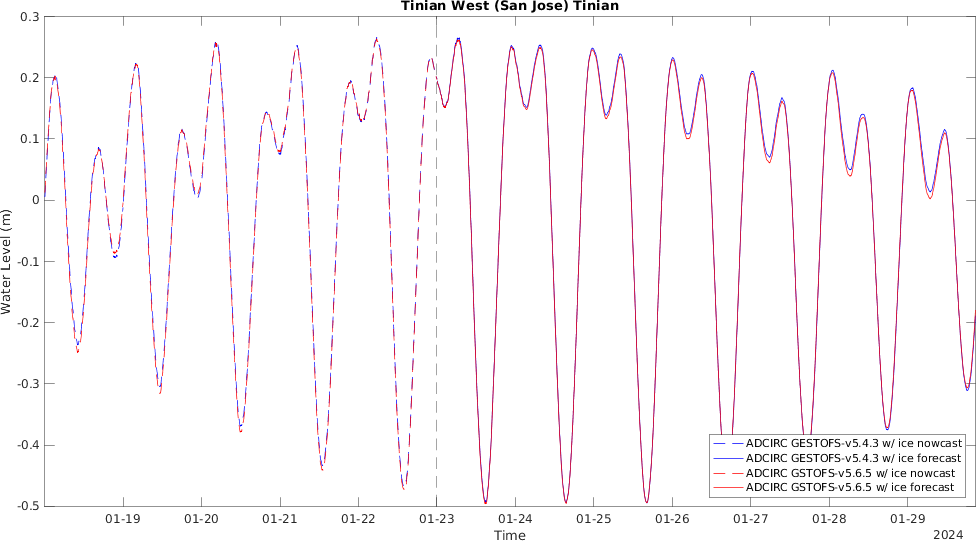 Tinian West (San Jose) Tinian
Water Level (m)
0.3
0.2
0.1
0
-0.1
-0.2
-0.3
-0.4
-0.5
ADCIRC GESTOFS-v5.4.3 w/ ice nowcast
ADCIRC GESTOFS-v5.4.3 w/ ice forecast
ADCIRC GSTOFS-v5.6.5 w/ ice nowcast
ADCIRC GSTOFS-v5.6.5 w/ ice forecast
01-19 01-20 01-21 01-22 01-23 01-24 01-25 01-26 01-27 01-28 01-29
Time
2024